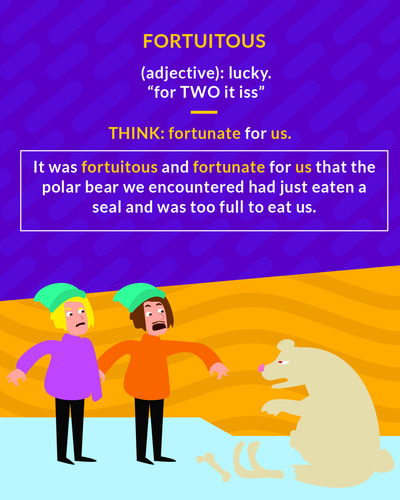 FORTUITOUS
(adjective): lucky.
“for TWO it iss”
THINK: fortunate for us.
It was fortuitous and fortunate for us that the
polar bear we encountered had just eaten a
seal and was too full to eat us.